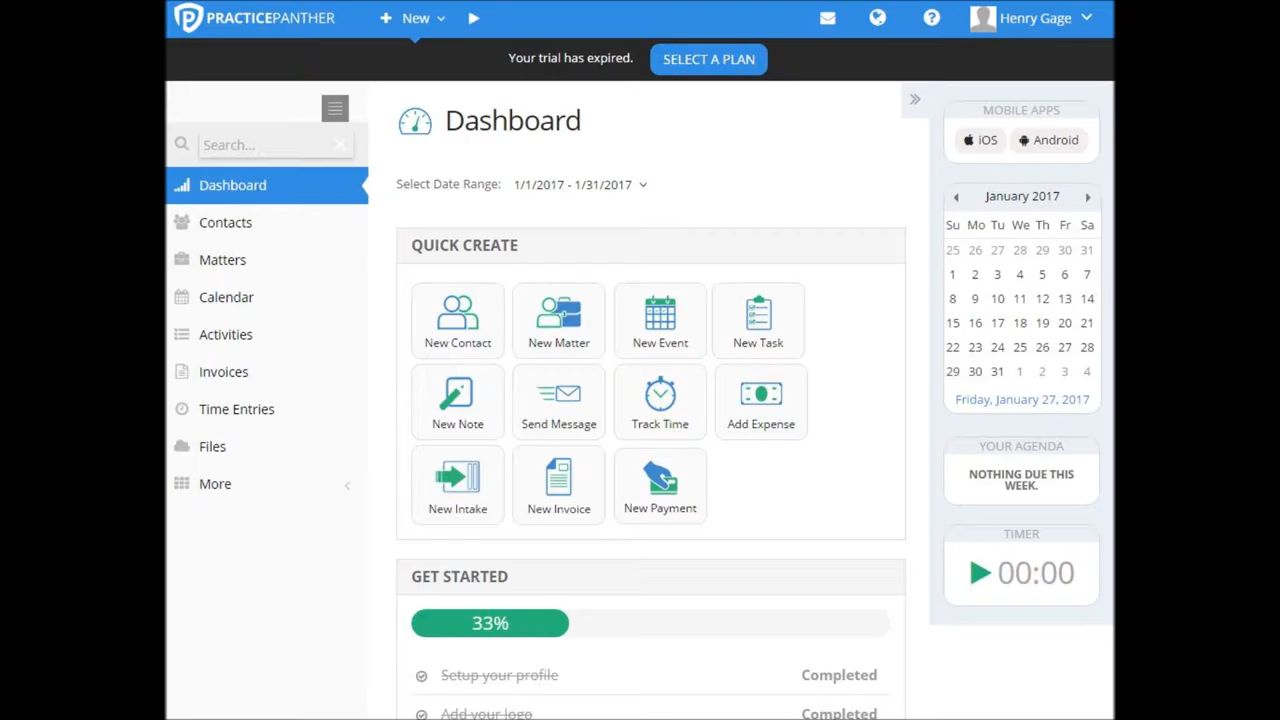 PRACTICEPANTHER
New
Henry Gage
Your trial has expired.
SELECT A PLAN
Search...
Dashboard
Contacts
Matters
Calendar
Activities
Invoices
Time Entries
Files
More
Dashboard
Select Date Range: 1/1/2017 - 1/31/2017
QUICK CREATE
New Contact
New Matter
New Event
New Task
New Note
Send Message
Track Time
Add Expense
New Intake
New Invoice
New Payment
GET STARTED
33%
Setup your profile Completed
Add your logo Completed
MOBILE APPS
iOS Android
January 2017
Su Mo Tu We Th Fr Sa
25 26 27 28 29 30 31
1 2 3 4 5 6 7
8 9 10 11 12 13 14
15 16 17 18 19 20 21
22 23 24 25 26 27 28
29 30 31 1 2 3 4
Friday, January 27, 2017
YOUR AGENDA
NOTHING DUE THIS
WEEK.
TIMER
00:00